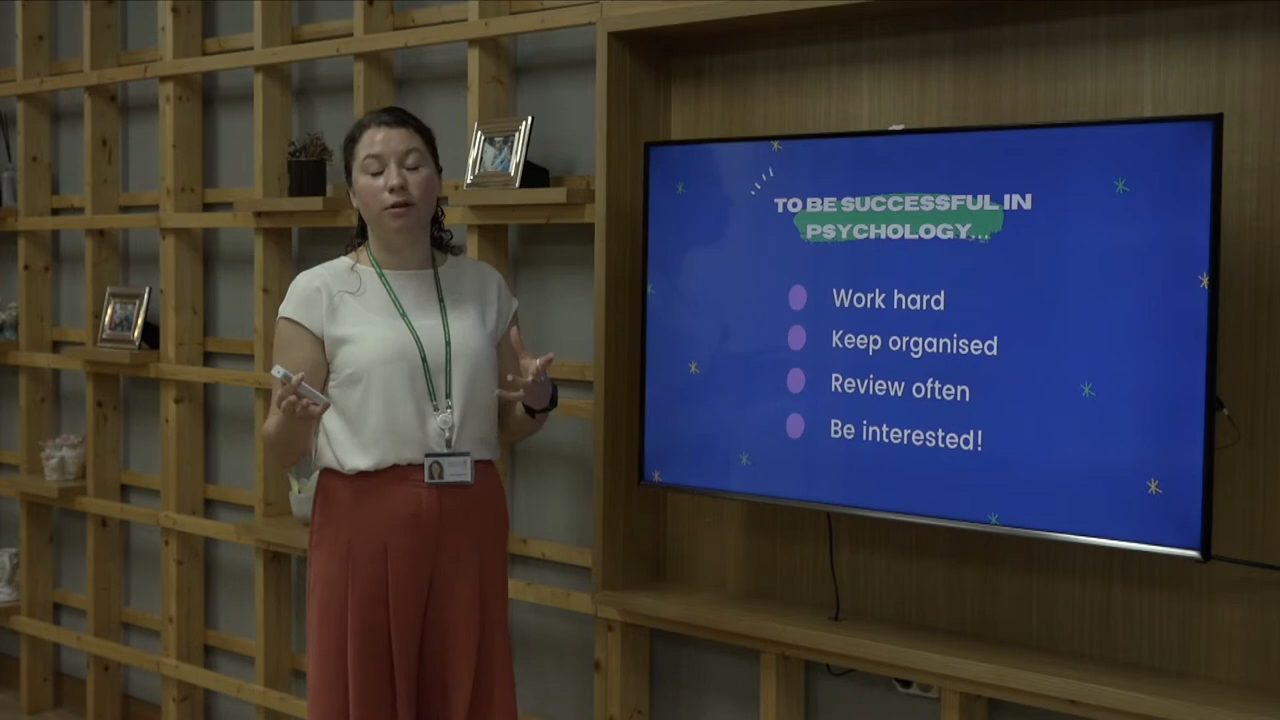 TO BE SUCCESSFUL IN
PSYCHOLOGY...
Work hard
Keep organised
Review often
Be interested!